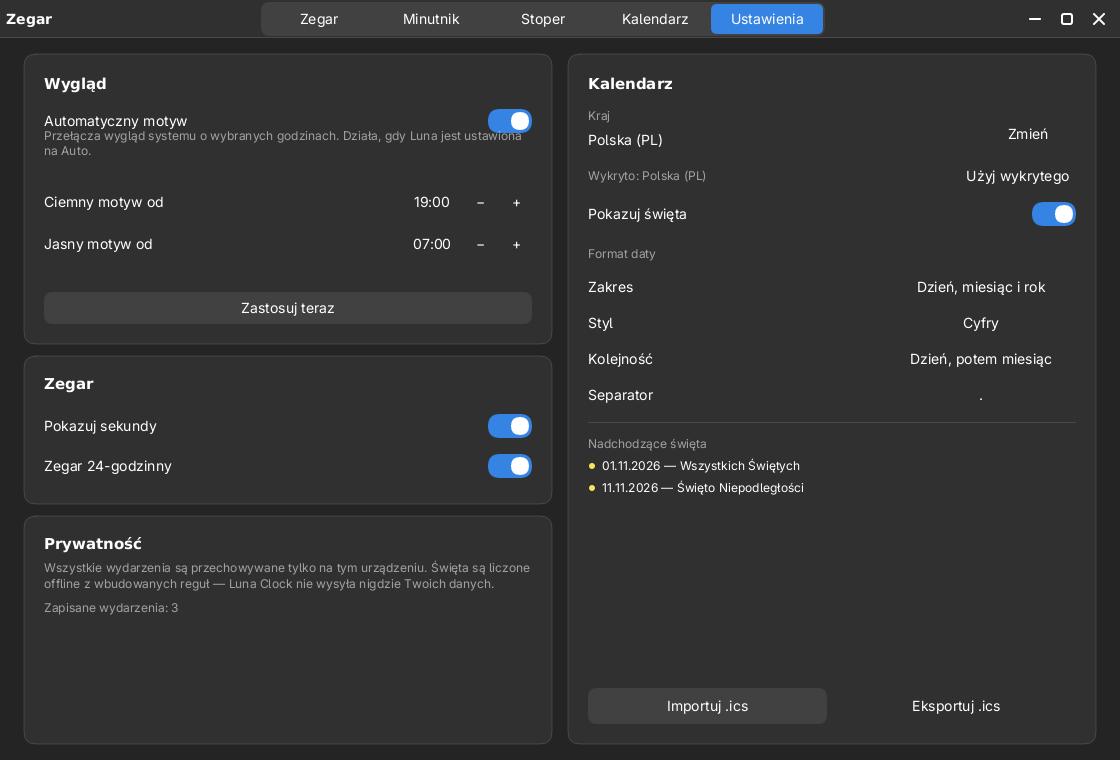 Zegar
Zegar
Minutnik
Stoper
Kalendarz
Ustawienia
Wygląd
Automatyczny motyw
Przełącza wygląd systemu o wybranych godzinach. Działa, gdy Luna jest ustawiona
na Auto.
Ciemny motyw od 19:00 − +
Jasny motyw od 07:00 − +
Zastosuj teraz
Zegar
Pokazuj sekundy
Zegar 24-godzinny
Prywatność
Wszystkie wydarzenia są przechowywane tylko na tym urządzeniu. Święta są liczone
offline z wbudowanych reguł — Luna Clock nie wysyła nigdzie Twoich danych.
Zapisane wydarzenia: 3
Kalendarz
Kraj
Polska (PL) Zmień
Wykryto: Polska (PL) Użyj wykrytego
Pokazuj święta
Format daty
Zakres Dzień, miesiąc i rok
Styl Cyfry
Kolejność Dzień, potem miesiąc
Separator .
Nadchodzące święta
01.11.2026 — Wszystkich Świętych
11.11.2026 — Święto Niepodległości
Importuj .ics Eksportuj .ics